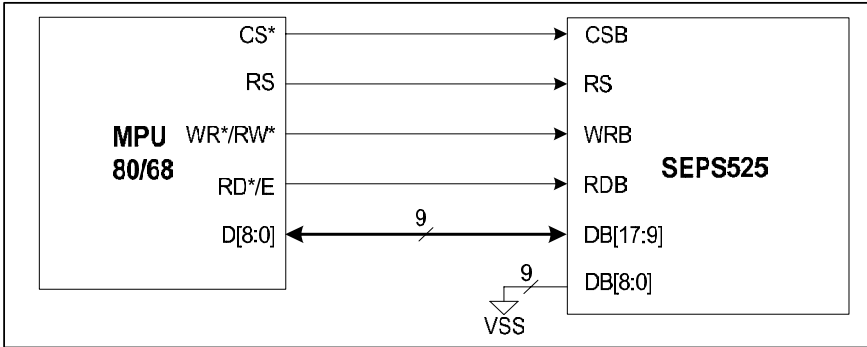 CS* CSB
RS RS
MPU 80/68
WR*/RW* WRB
SEPS525
RD*/E RDB
D[8:0] 9 DB[17:9]
9 DB[8:0]
VSS